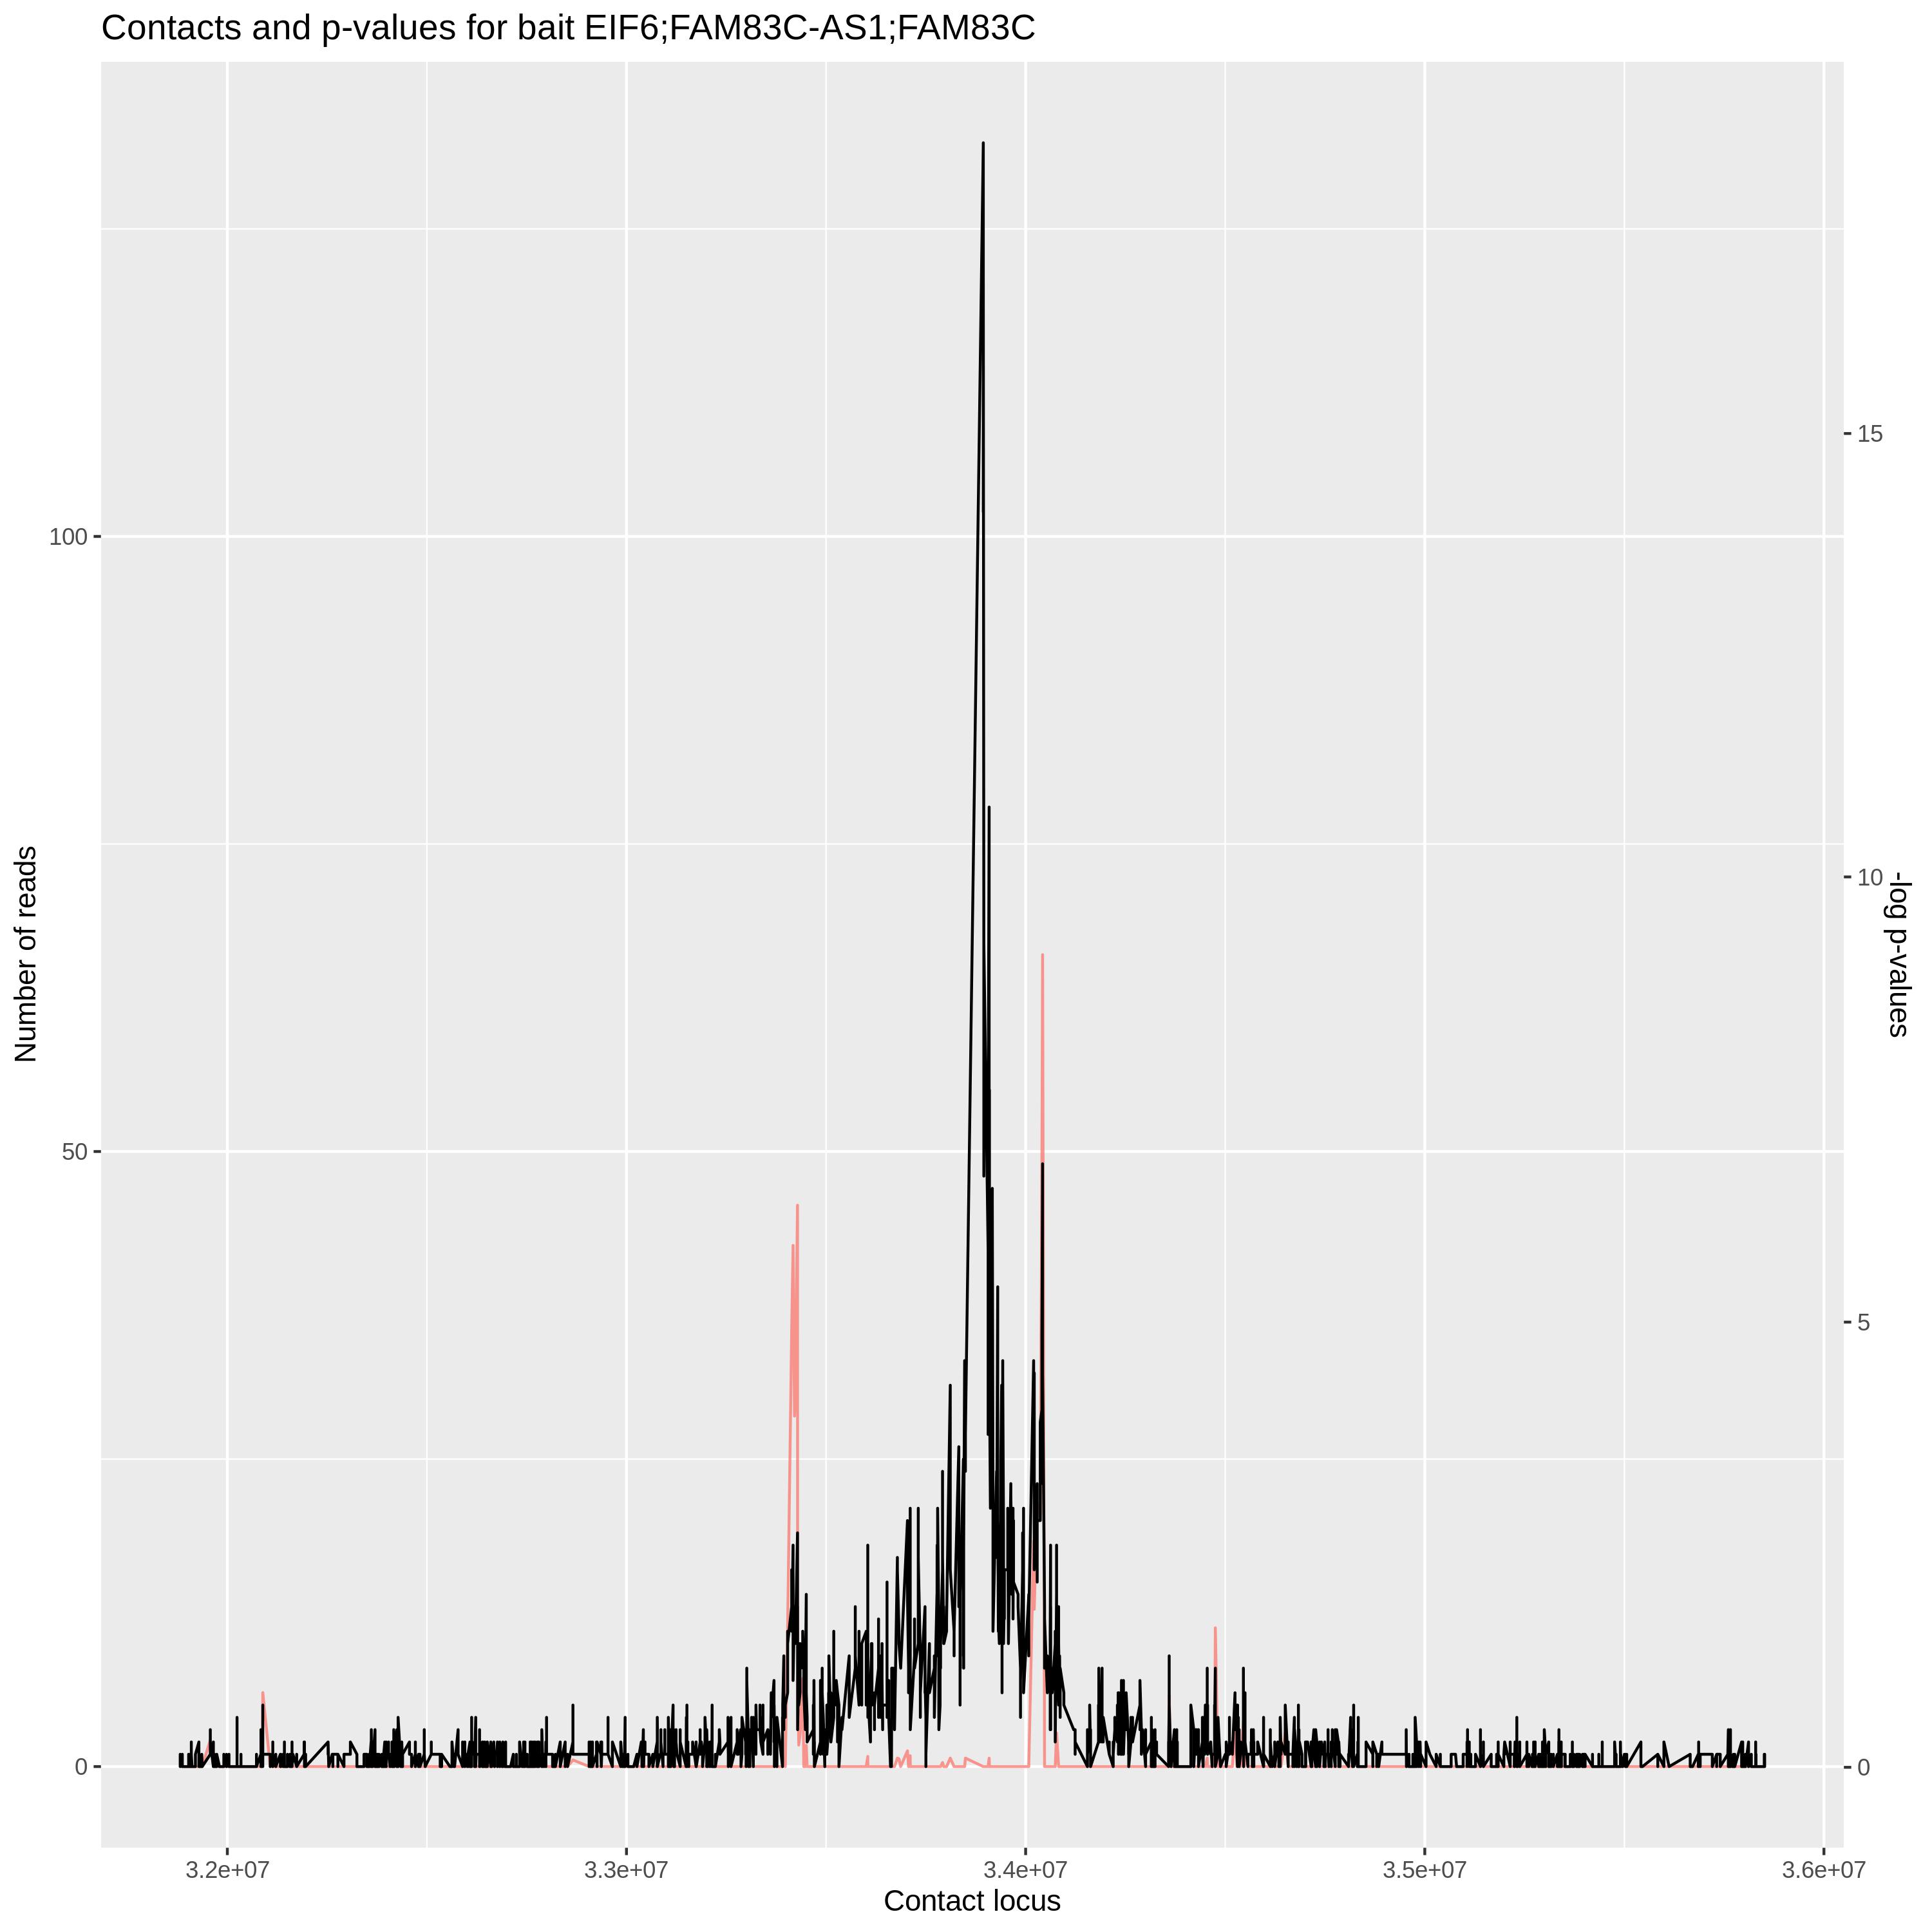 Contacts and p-values for bait EIF6;FAM83C-AS1;FAM83C
Number of reads
100
50
0
15
10
5
0
-log p-values
3.2e+07 3.3e+07 3.4e+07 3.5e+07 3.6e+07
Contact locus